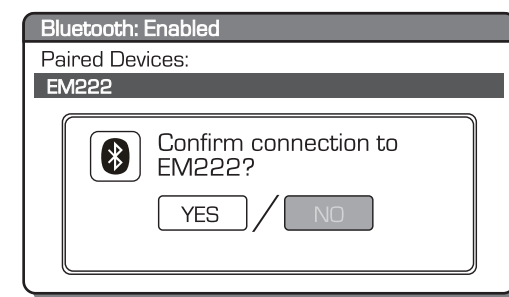 Bluetooth: Enabled
Paired Devices:
EM222
Confirm connection to
EM222?
YES / NO